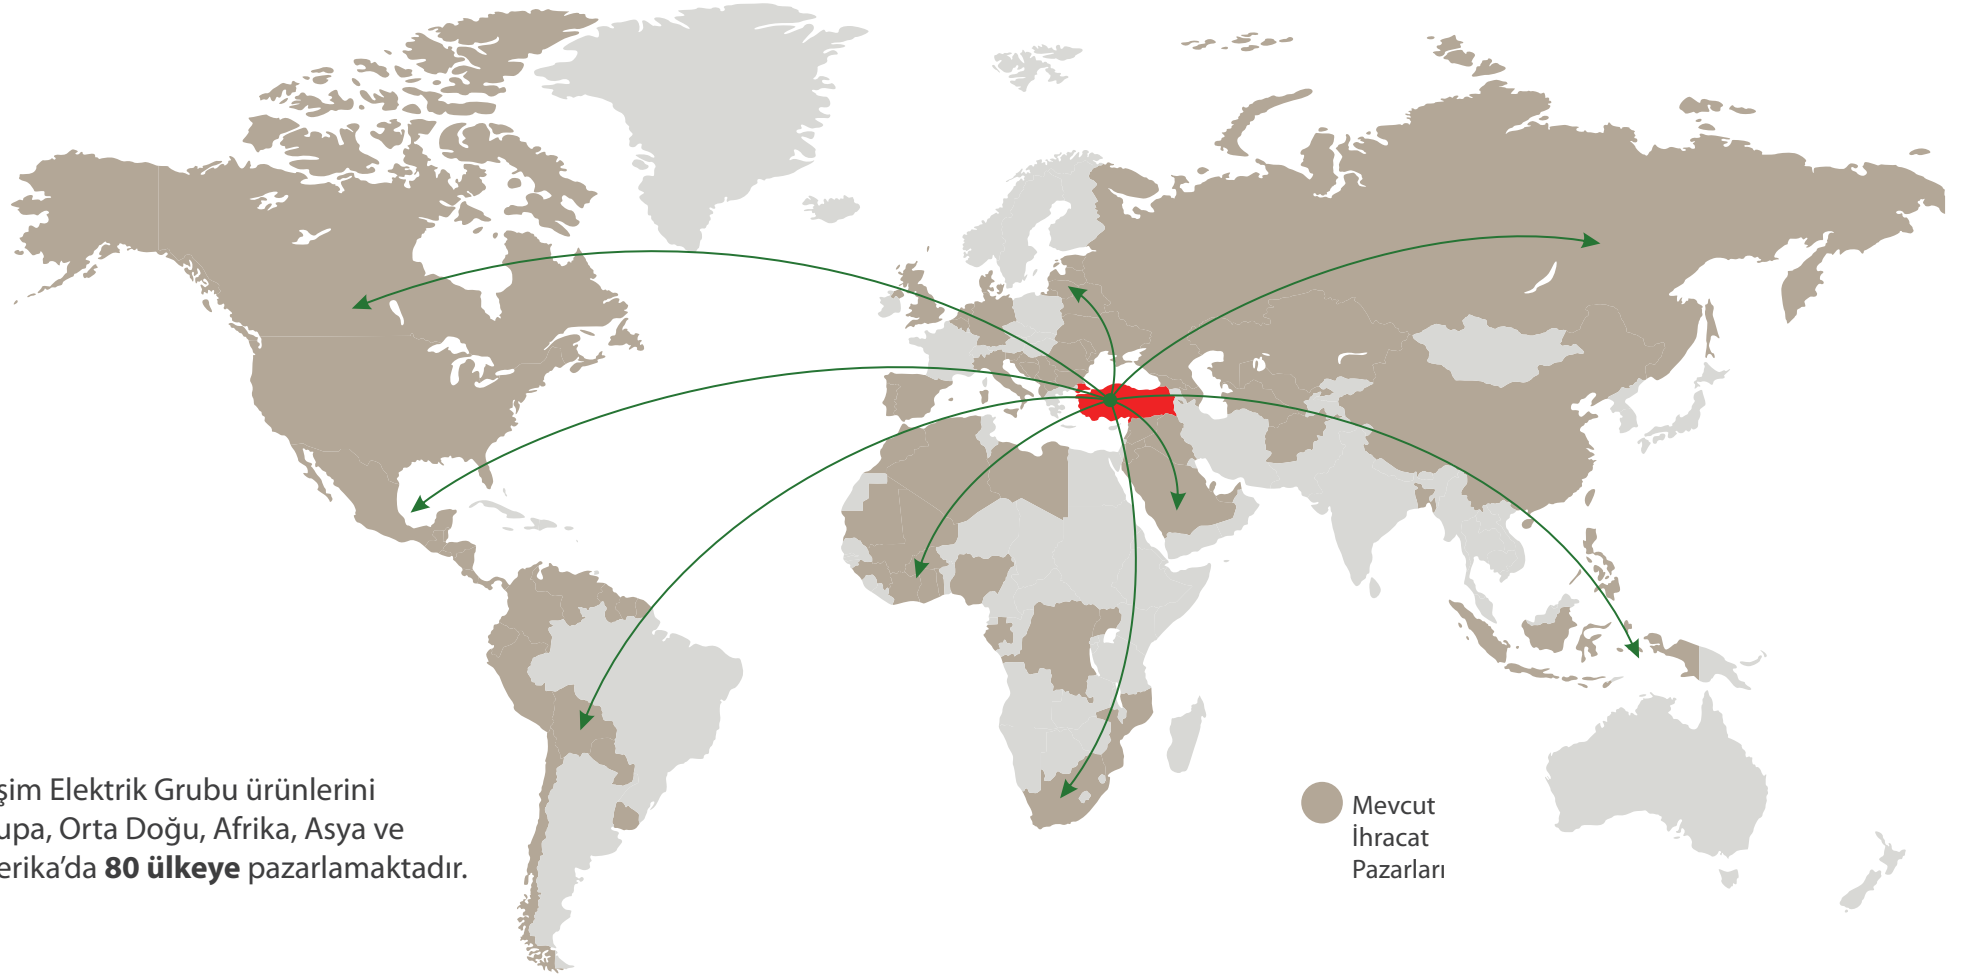 şim Elektrik Grubu ürünlerini
upa, Orta Doğu, Afrika, Asya ve
erika’da 80 ülkeye pazarlamaktadır.
Mevcut
İhracat
Pazarları